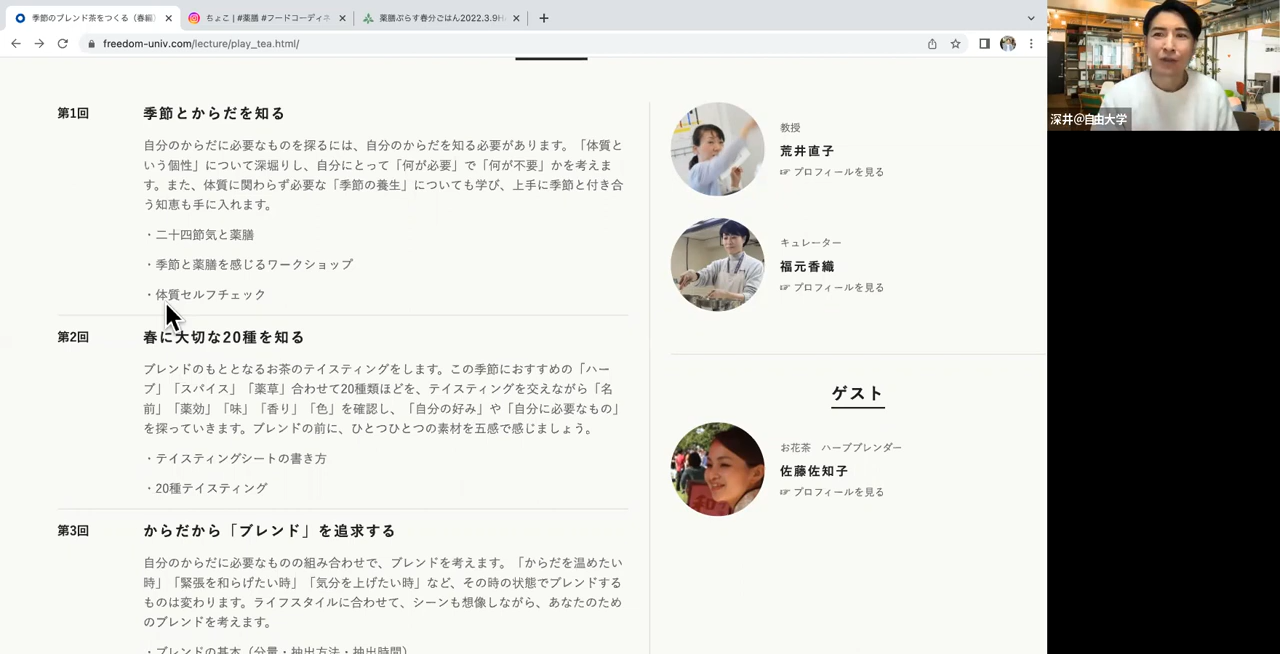 季節のブレンド茶をつくる（春編）
ちょこ | #薬膳 #フードコーディネ
薬膳ぷらす春分ごはん2022.3.9H
freedom-univ.com/lecture/play_tea.html/
深井@自由大学
第1回
季節とからだを知る
自分のからだに必要なものを探るには、自分のからだを知る必要があります。「体質と
いう個性」について深堀りし、自分にとって「何が必要」で「何が不要」かを考えま
す。また、体質に関わらず必要な「季節の養生」についても学び、上手に季節と付き合
う知恵も手に入れます。
・二十四節気と薬膳
・季節と薬膳を感じるワークショップ
・体質セルフチェック
第2回
春に大切な20種を知る
ブレンドのもととなるお茶のテイスティングをします。この季節におすすめの「ハー
ブ」「スパイス」「薬草」合わせて20種類ほどを、テイスティングを交えながら「名
前」「薬効」「味」「香り」「色」を確認し、「自分の好み」や「自分に必要なもの」
を探っていきます。ブレンドの前に、ひとつひとつの素材を五感で感じましょう。
・テイスティングシートの書き方
・20種テイスティング
第3回
からだから「ブレンド」を追求する
自分のからだに必要なものの組み合わせで、ブレンドを考えます。「からだを温めたい
時」「緊張を和らげたい時」「気分を上げたい時」など、その時の状態でブレンドする
ものは変わります。ライフスタイルに合わせて、シーンも想像しながら、あなたのため
のブレンドを考えます。
・ブレンドの基本（分量・抽出方法・抽出時間）
教授
荒井直子
☞ プロフィールを見る
キュレーター
福元香織
☞ プロフィールを見る
ゲスト
お花茶　ハーブブレンダー
佐藤佐知子
☞ プロフィールを見る